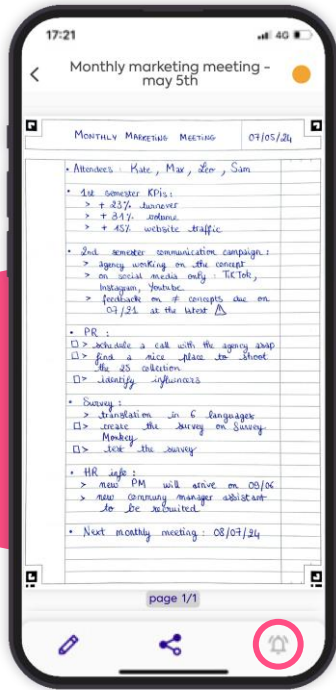 17:21
4G
Monthly marketing meeting -
may 5th
MONTHLY MARKETING MEETING 07/05/24
• Attendees : Kate, Max, Leo, Sam
• 1st semester KPIs :
> + 23% turnover
> + 31% volume
> + 45% website traffic
• 2nd semester communication campaign :
> agency working on the concept
> on social media only : TikTok,
Instagram, Youtube
> feedback on ≠ concepts due on
07/21 at the latest ⚠
• PR :
□> schedule a call with the agency asap
□> find a nice place to shoot
the 25 collection
□> identify influencers
• Survey :
> translation in 6 languages
□> create the survey on Survey
Monkey
□> test the survey
• HR info :
> new PM will arrive on 09/06
> new manager assistant
to be recruited
• Next monthly meeting : 08/07/24
page 1/1